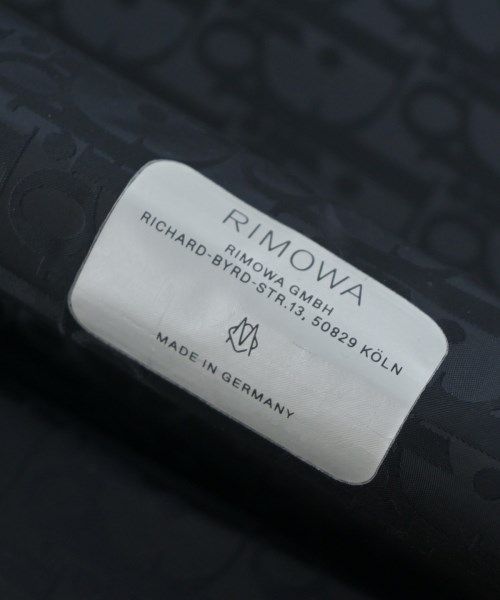 RIMOWA
RIMOWA GMBH
RICHARD-BYRD-STR.13, 50829 KÖLN
MADE IN GERMANY